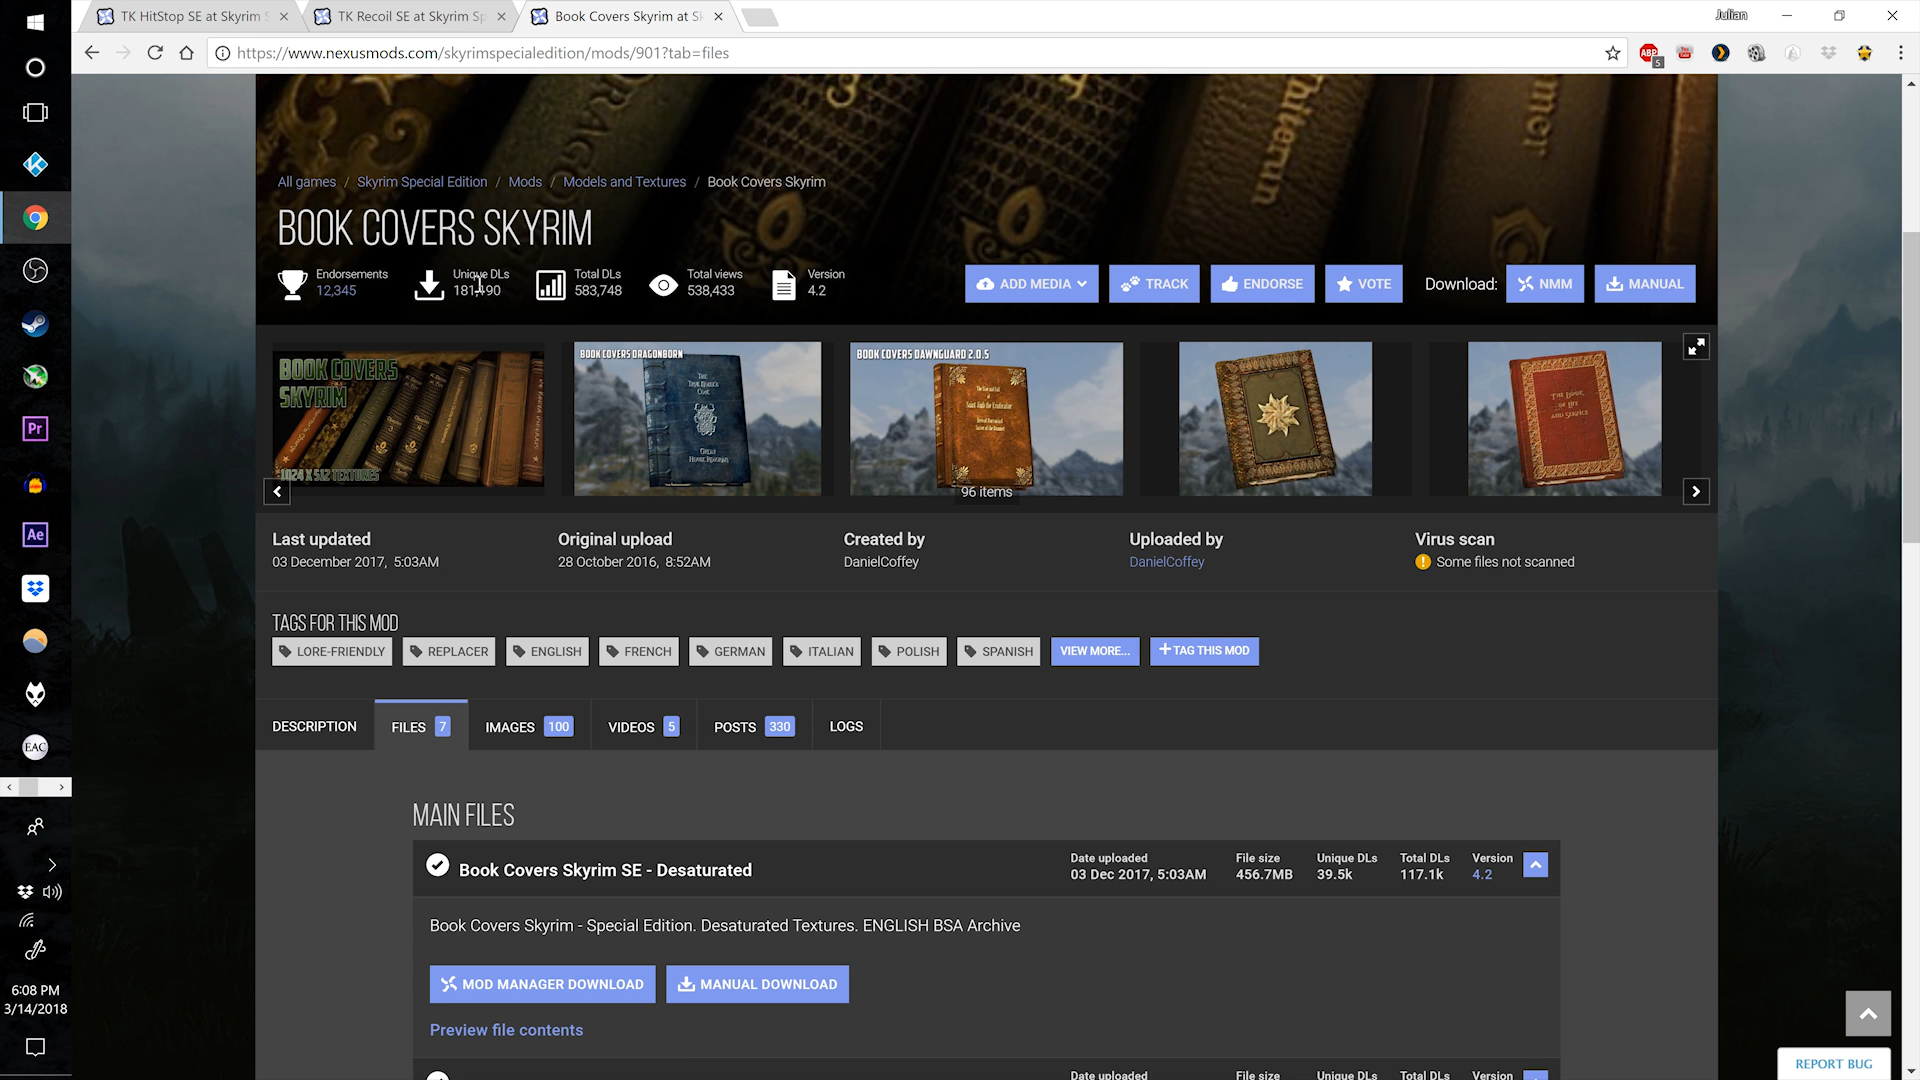 TK HitStop SE at Skyrim S
TK Recoil SE at Skyrim Sp
Book Covers Skyrim at Sk
Julian
https://www.nexusmods.com/skyrimspecialedition/mods/901?tab=files
ABP
5
All games / Skyrim Special Edition / Mods / Models and Textures / Book Covers Skyrim
BOOK COVERS SKYRIM
Endorsements
12,345
Unique DLs
181,190
Total DLs
583,748
Total views
538,433
Version
4.2
ADD MEDIA
TRACK
ENDORSE
VOTE
Download:
NMM
MANUAL
BOOK COVERS
SKYRIM
1024 X 512 TEXTURES
BOOK COVERS DRAGONBORN
BOOK COVERS DAWNGUARD 2.0.5
96 items
Last updated
03 December 2017, 5:03AM
Original upload
28 October 2016, 8:52AM
Created by
DanielCoffey
Uploaded by
DanielCoffey
Virus scan
Some files not scanned
TAGS FOR THIS MOD
LORE-FRIENDLY
REPLACER
ENGLISH
FRENCH
GERMAN
ITALIAN
POLISH
SPANISH
VIEW MORE...
TAG THIS MOD
DESCRIPTION
FILES 7
IMAGES 100
VIDEOS 5
POSTS 330
LOGS
MAIN FILES
Book Covers Skyrim SE - Desaturated
Date uploaded
03 Dec 2017, 5:03AM
File size
456.7MB
Unique DLs
39.5k
Total DLs
117.1k
Version
4.2
Book Covers Skyrim - Special Edition. Desaturated Textures. ENGLISH BSA Archive
MOD MANAGER DOWNLOAD
MANUAL DOWNLOAD
Preview file contents
Date uploaded
File size
Unique DLs
Total DLs
Version
REPORT BUG
Pr
Ae
EAC
6:08 PM
3/14/2018